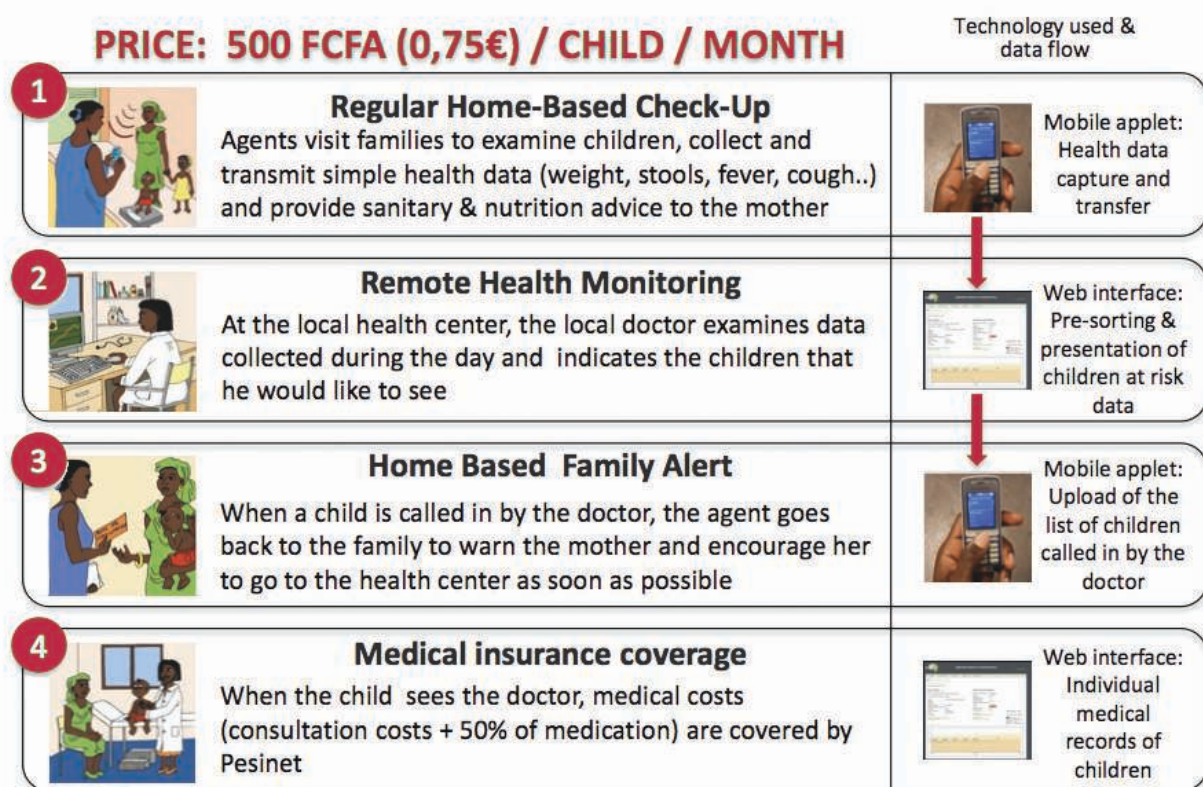 PRICE: 500 FCFA (0,75€) / CHILD / MONTH
Technology used &
data flow
1
Regular Home-Based Check-Up
Agents visit families to examine children, collect and
transmit simple health data (weight, stools, fever, cough..)
and provide sanitary & nutrition advice to the mother
Mobile applet:
Health data
capture and
transfer
2
Remote Health Monitoring
At the local health center, the local doctor examines data
collected during the day and indicates the children that
he would like to see
Web interface:
Pre-sorting &
presentation of
children at risk
data
3
Home Based Family Alert
When a child is called in by the doctor, the agent goes
back to the family to warn the mother and encourage her
to go to the health center as soon as possible
Mobile applet:
Upload of the
list of children
called in by the
doctor
4
Medical insurance coverage
When the child sees the doctor, medical costs
(consultation costs + 50% of medication) are covered by
Pesinet
Web interface:
Individual
medical
records of
children